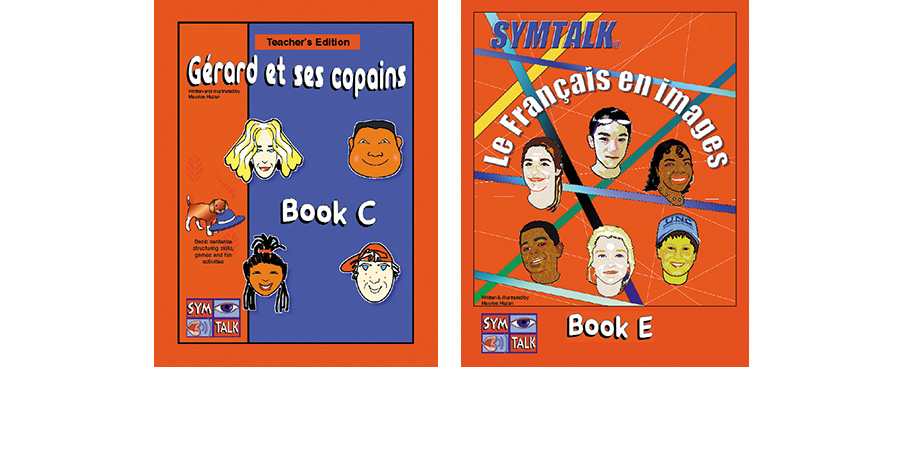 Teacher's Edition
Gérard et ses copains
Written and illustrated by
Maurice Hazan
Book C
Basic sentence
structuring skills,
games and fun
activities
SYM
TALK
SYMTALK
Le Français en images
UNC
Written & illustrated by
Maurice Hazan
Book E
SYM
TALK